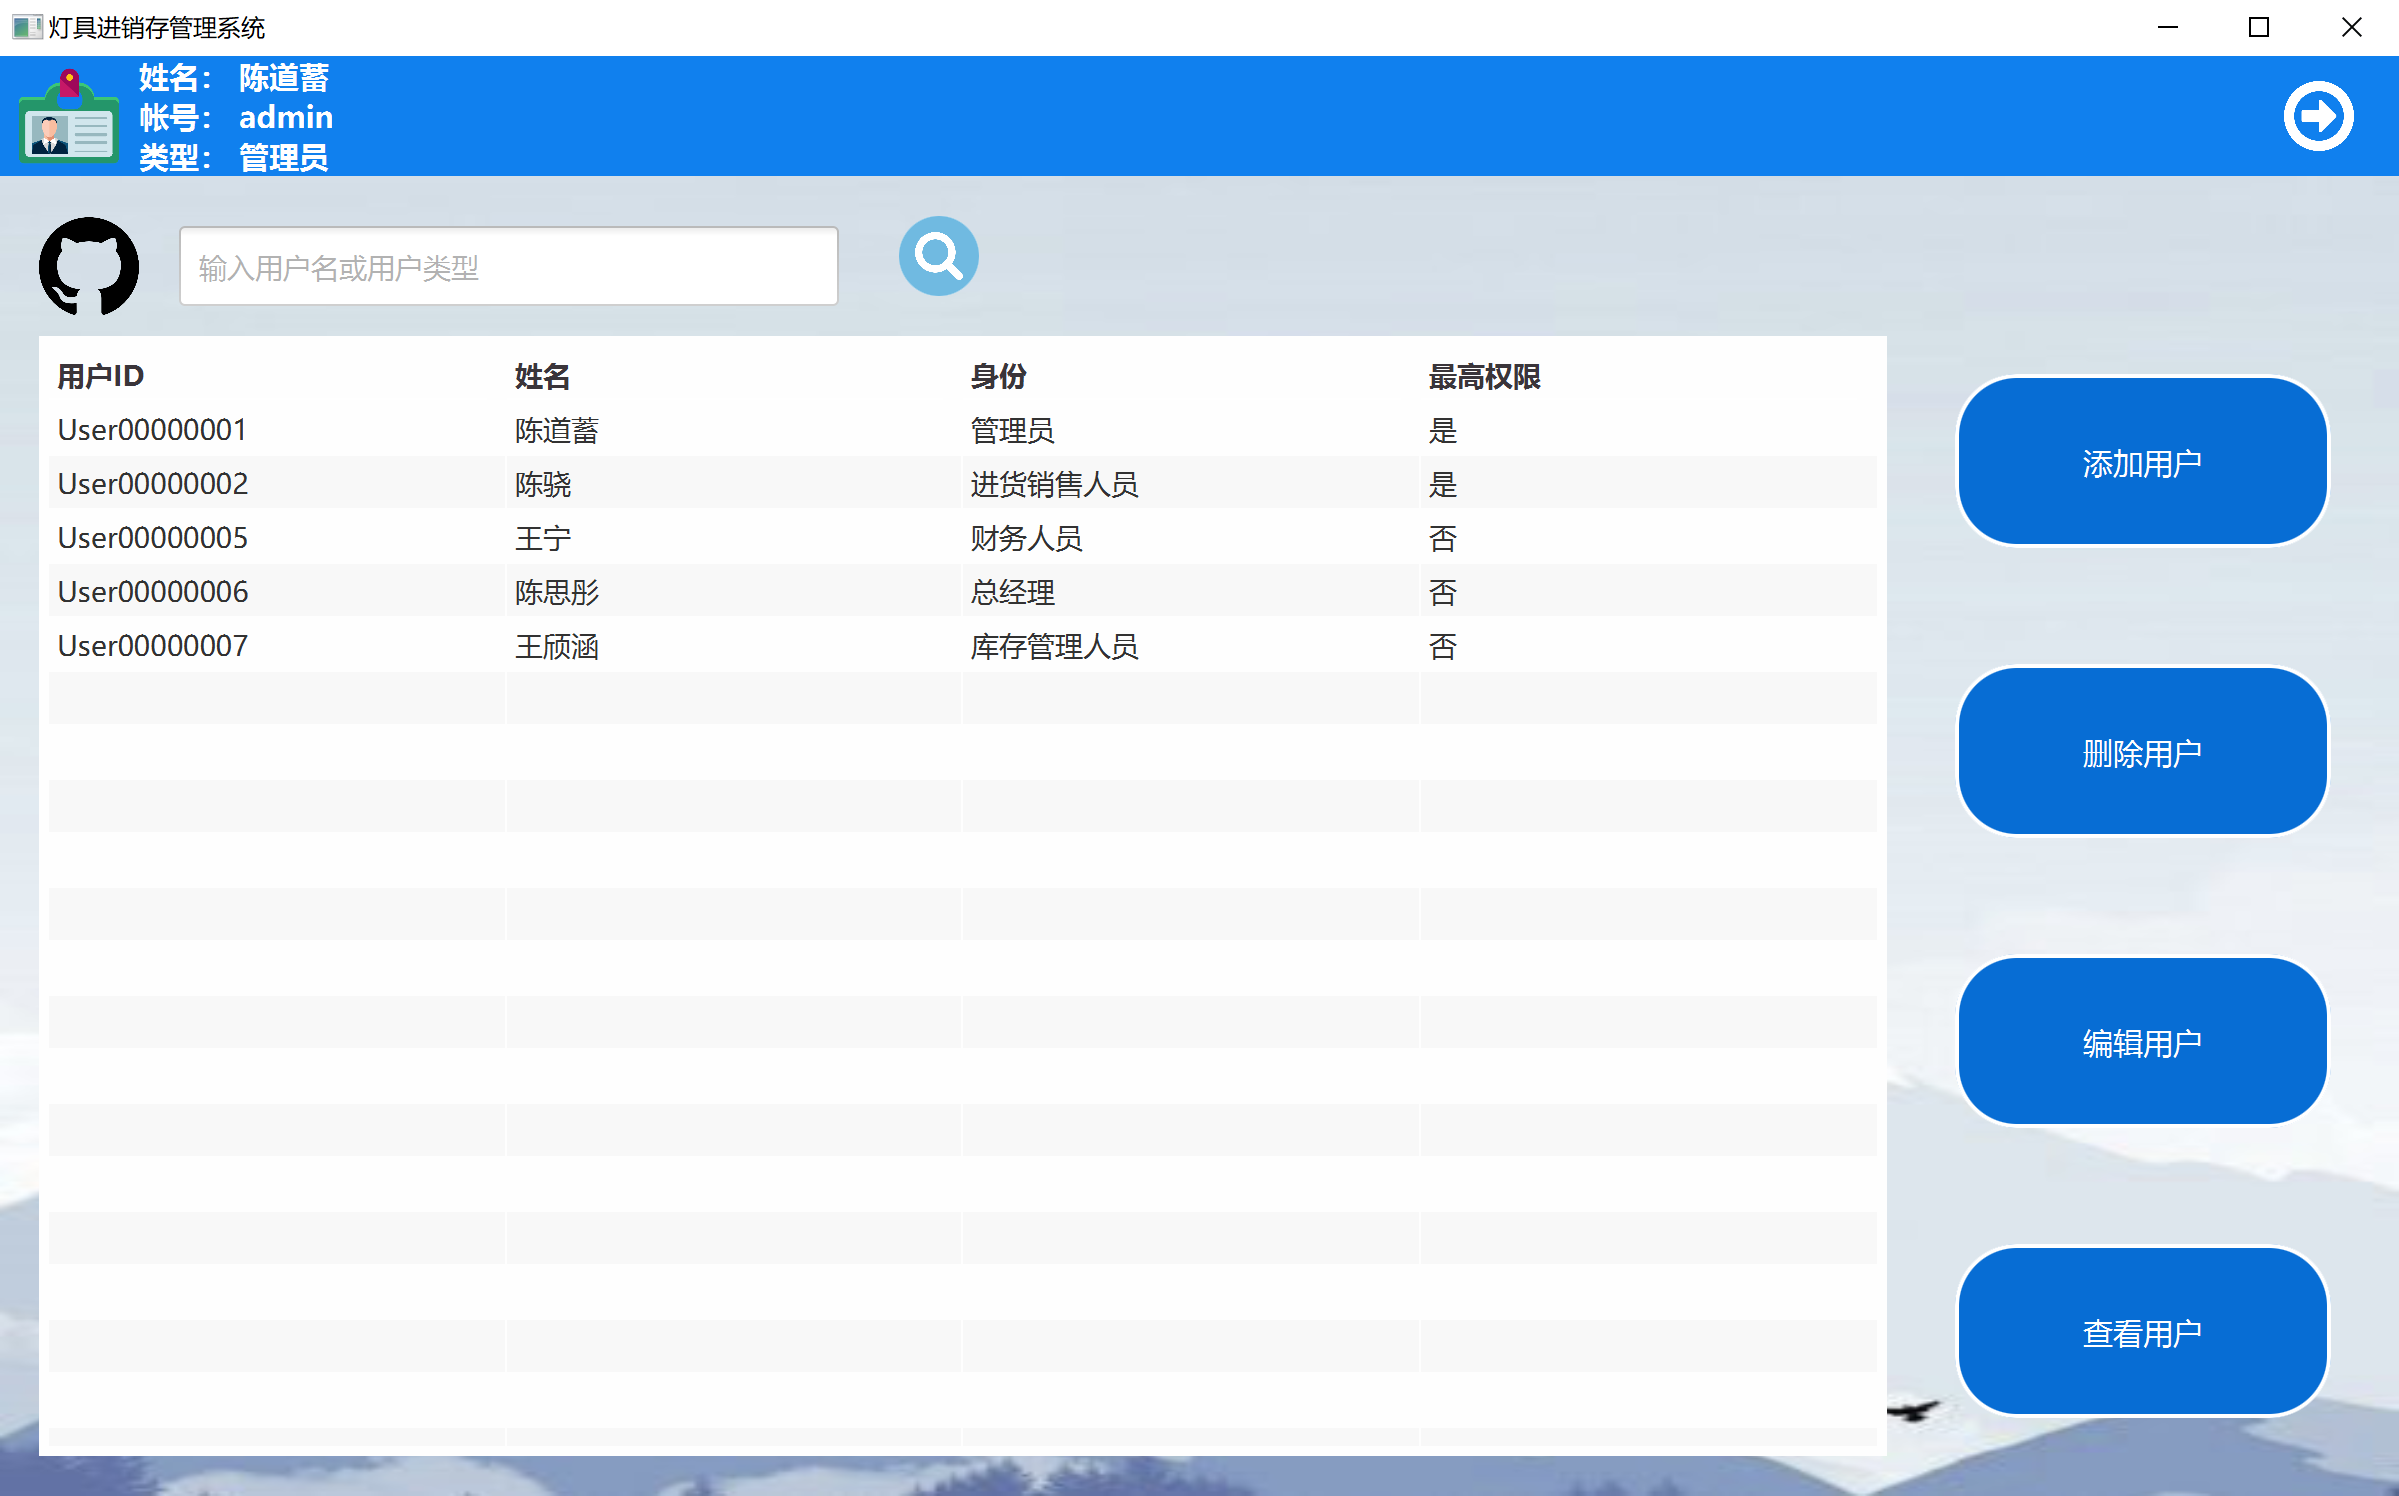 灯具进销存管理系统
姓名： 陈道蓄
帐号： admin
类型： 管理员
输入用户名或用户类型
用户ID 姓名 身份 最高权限
User00000001 陈道蓄 管理员 是
User00000002 陈骁 进货销售人员 是
User00000005 王宁 财务人员 否
User00000006 陈思彤 总经理 否
User00000007 王颀涵 库存管理人员 否
添加用户
删除用户
编辑用户
查看用户